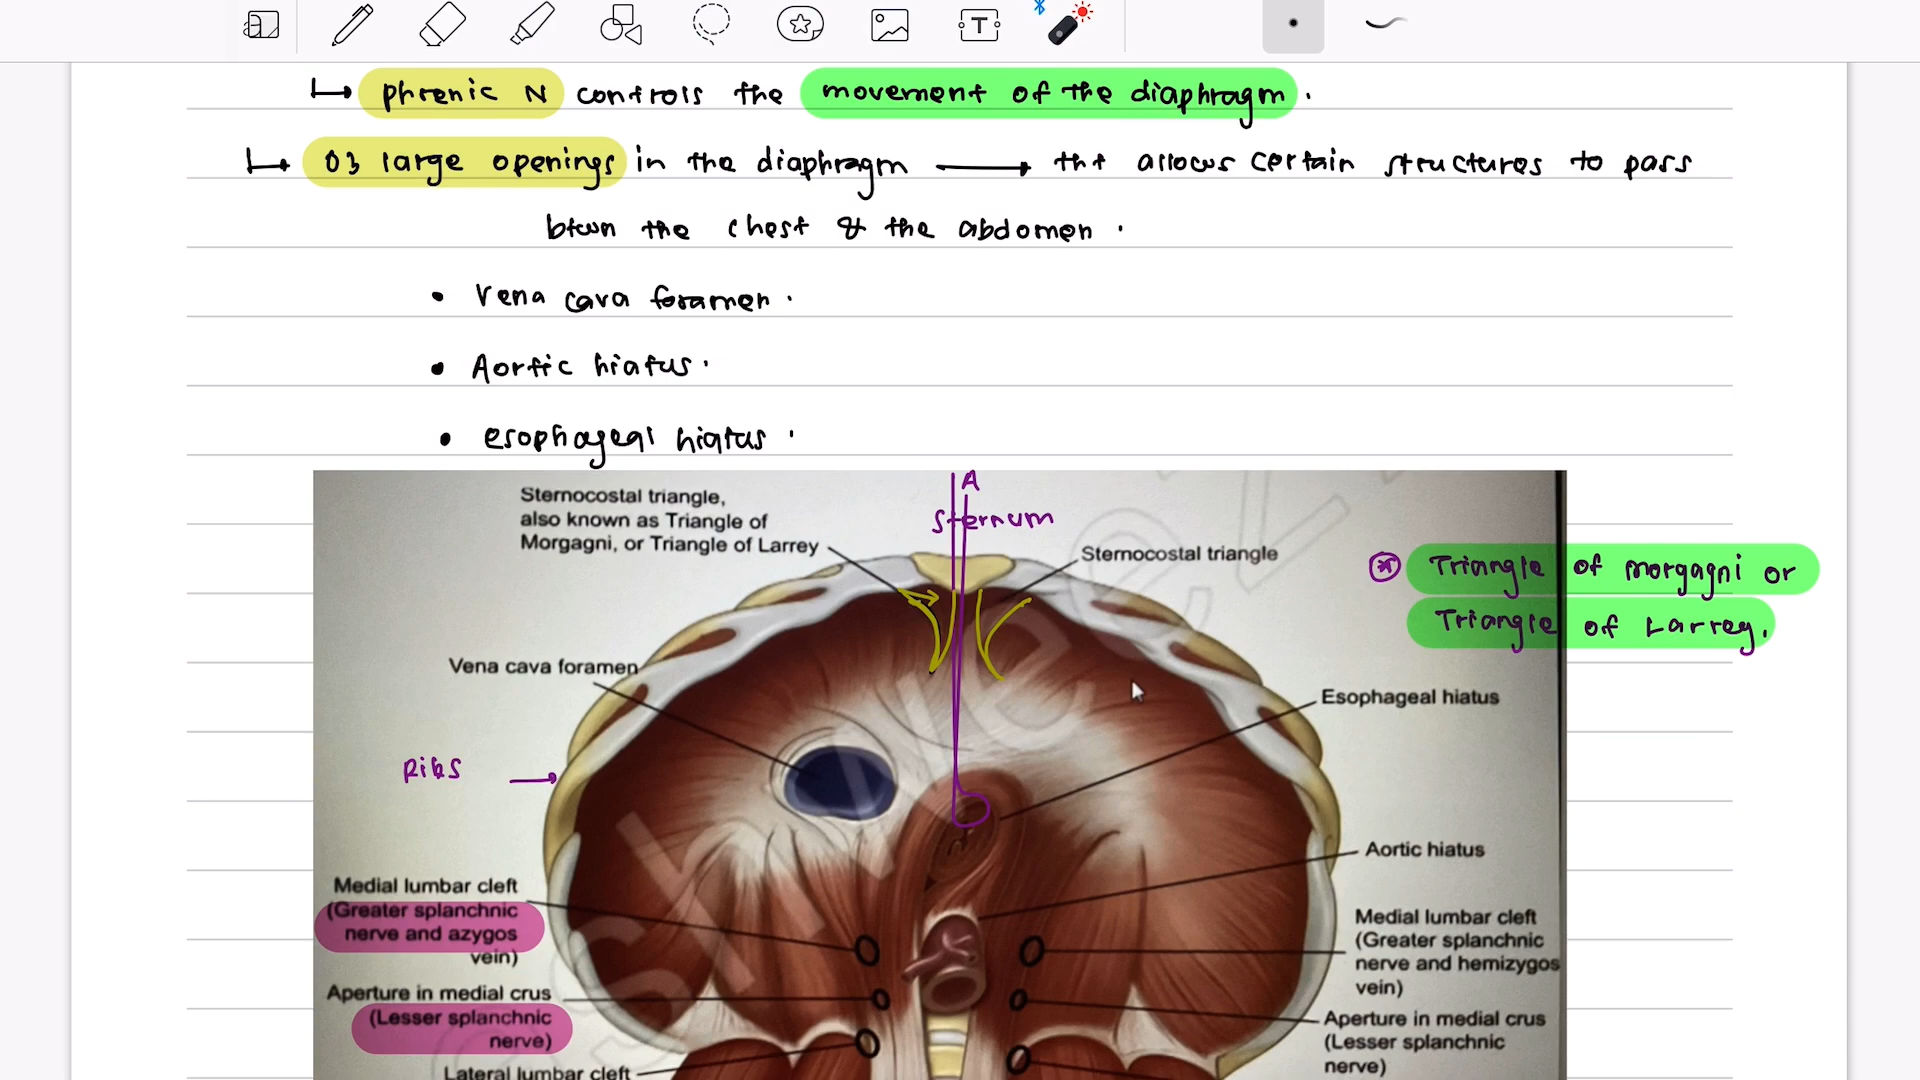 phrenic N controls the movement of the diaphragm.
03 large openings in the diaphragm → tht allows certain structures to pass
btwn the chest & the abdomen.
• Vena cava foramen.
• Aortic hiatus.
• esophageal hiatus.
A
Sternum
Sternocostal triangle,
also known as Triangle of
Morgagni, or Triangle of Larrey
Sternocostal triangle
Triangle of morgagni or
Triangle of Larrey.
Vena cava foramen
Esophageal hiatus
Ribs
Aortic hiatus
Medial lumbar cleft
(Greater splanchnic
nerve and azygos
vein)
Medial lumbar cleft
(Greater splanchnic
nerve and hemizygos
vein)
Aperture in medial crus
(Lesser splanchnic
nerve)
Aperture in medial crus
(Lesser splanchnic
nerve)
Lateral lumbar cleft